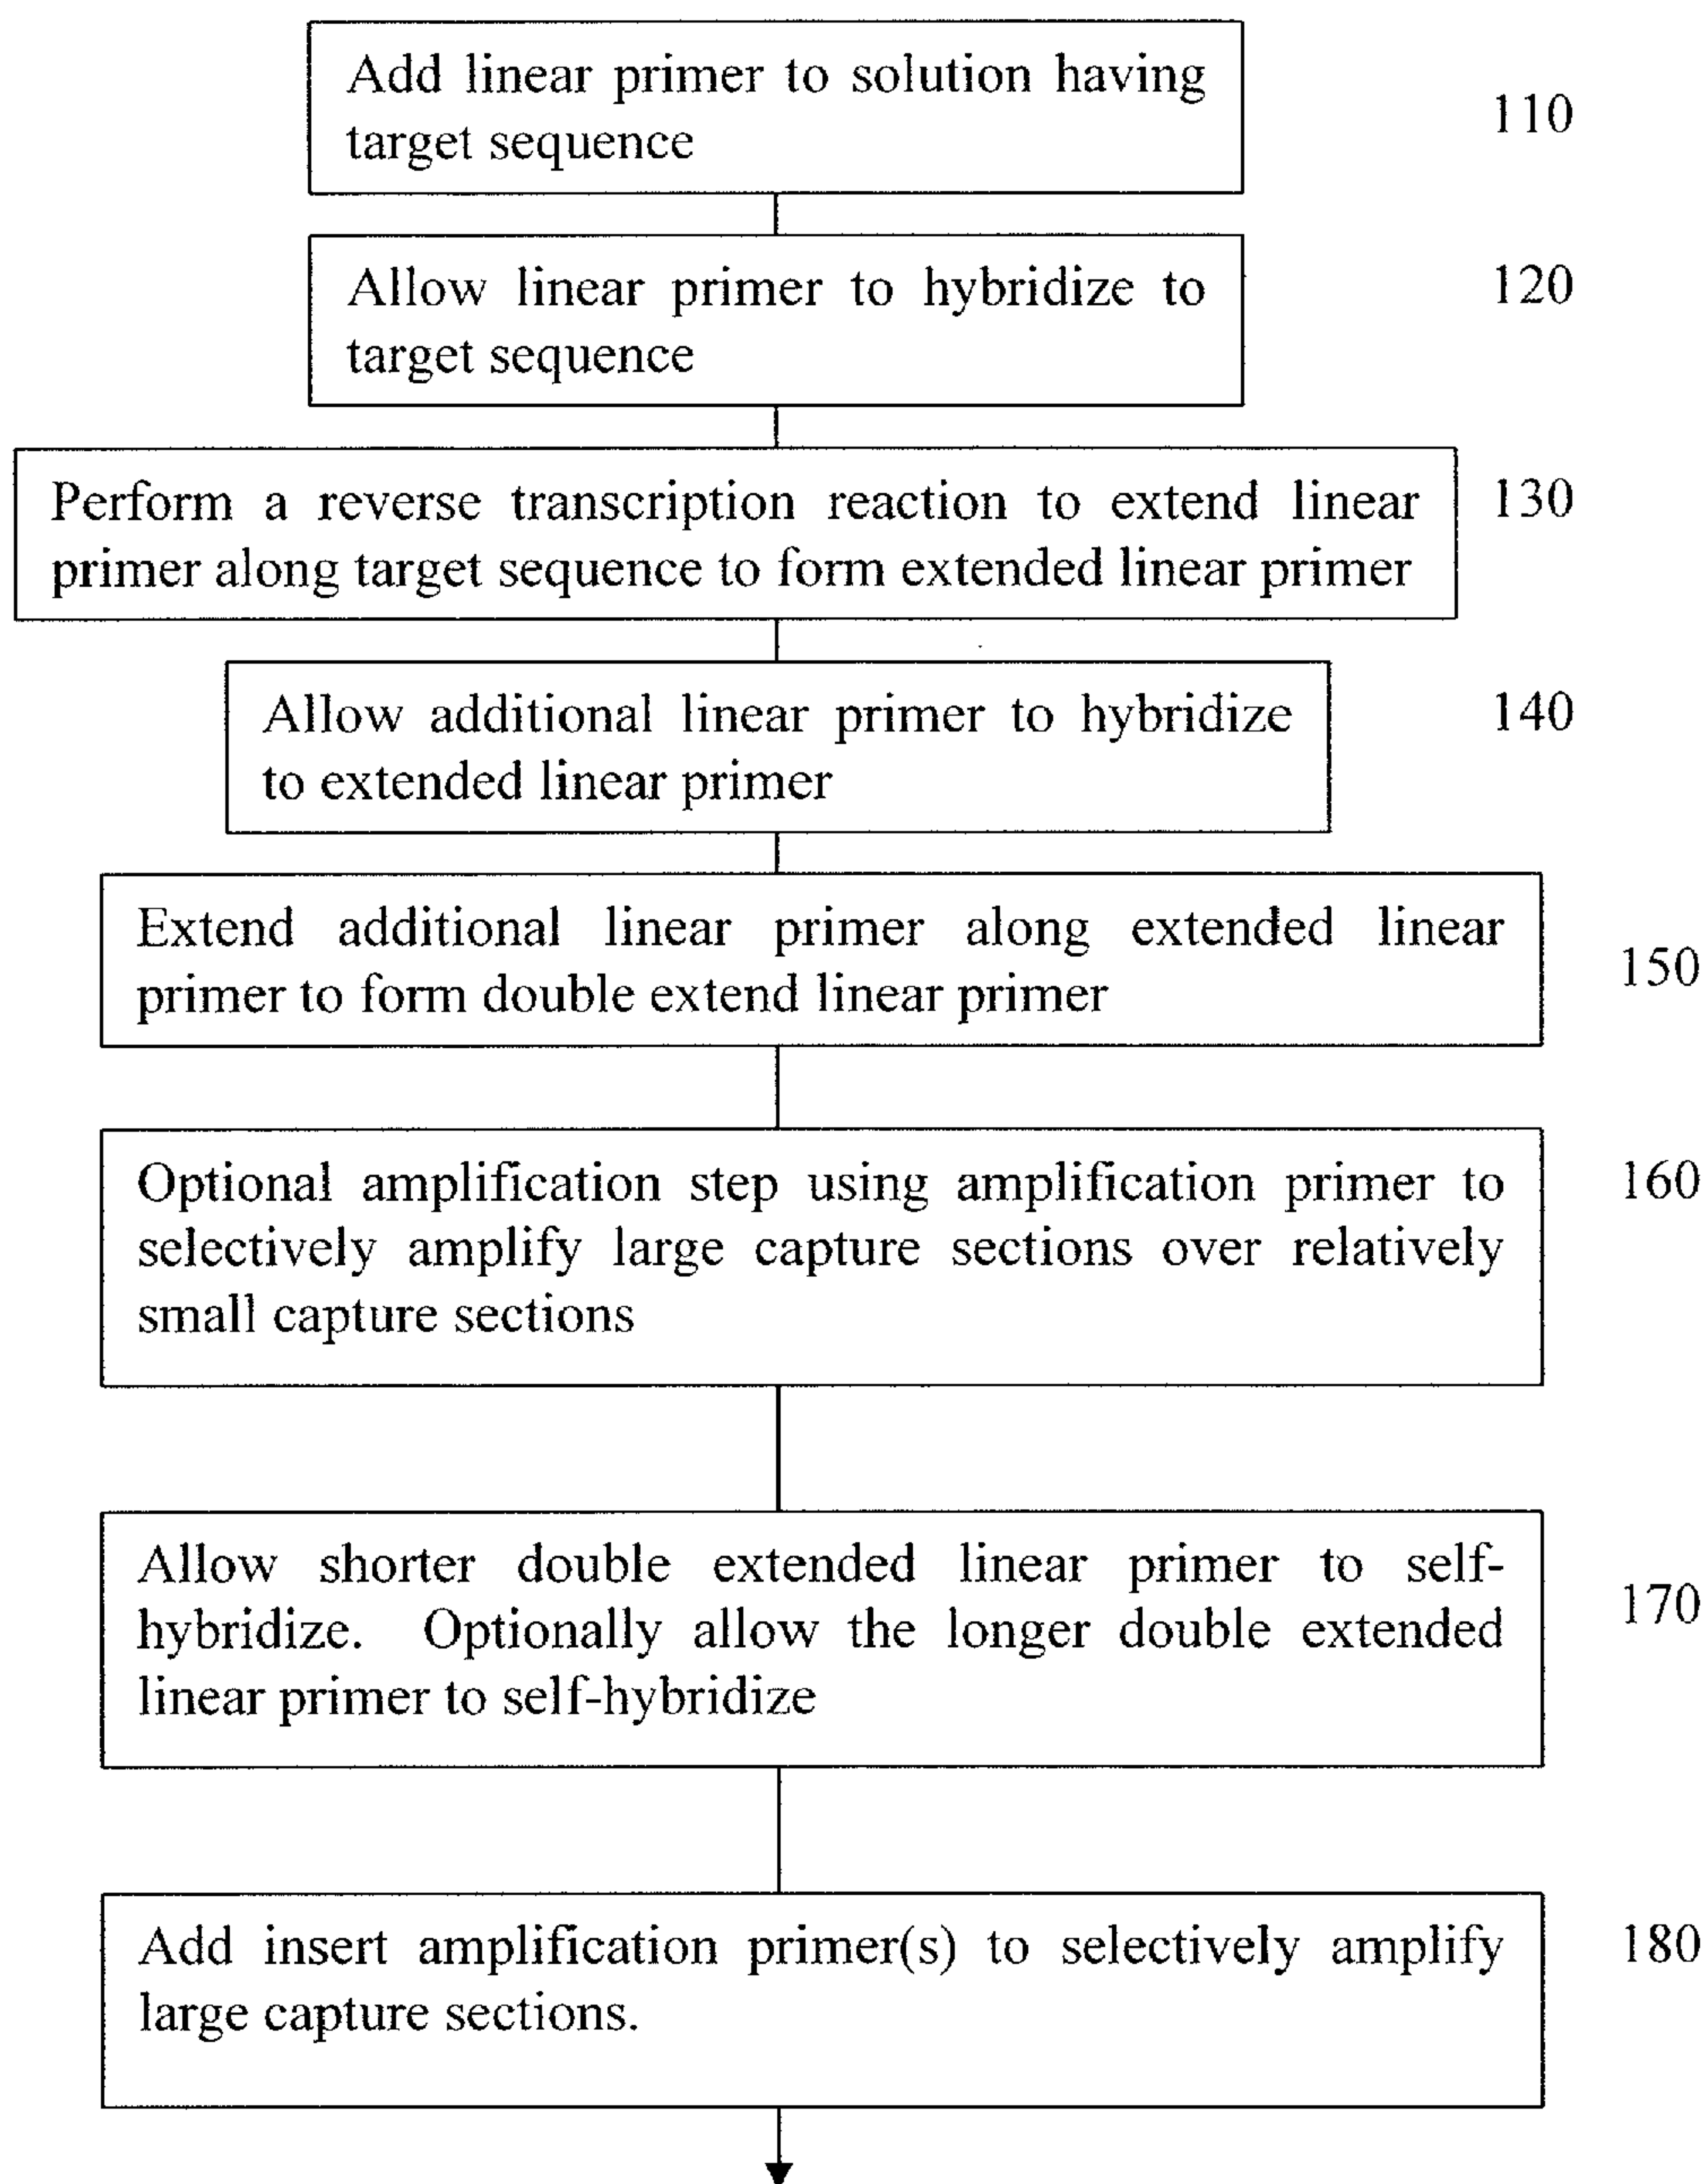 Add linear primer to solution having
target sequence
110
Allow linear primer to hybridize to
target sequence
120
Perform a reverse transcription reaction to extend linear
primer along target sequence to form extended linear primer
130
Allow additional linear primer to hybridize
to extended linear primer
140
Extend additional linear primer along extended linear
primer to form double extend linear primer
150
Optional amplification step using amplification primer to
selectively amplify large capture sections over relatively
small capture sections
160
Allow shorter double extended linear primer to self-
hybridize. Optionally allow the longer double extended
linear primer to self-hybridize
170
Add insert amplification primer(s) to selectively amplify
large capture sections.
180